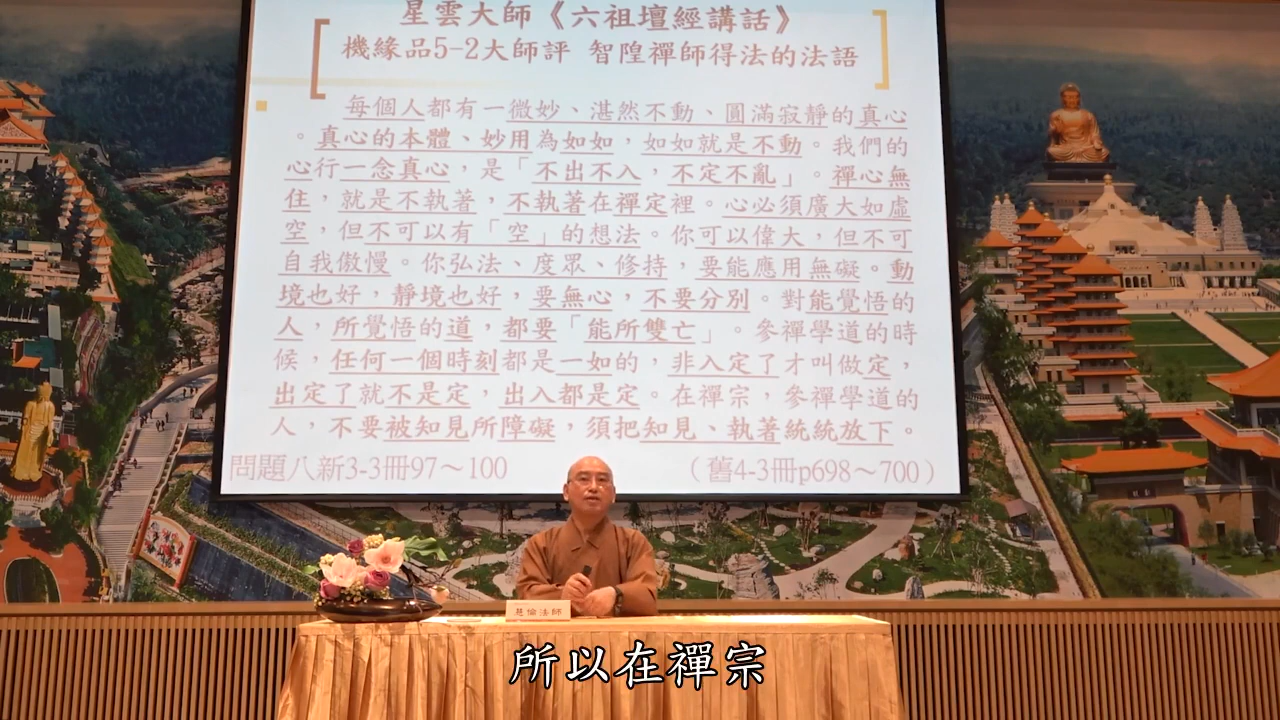 星雲大師《六祖壇經講話》
機緣品5-2大師評 智隍禪師得法的法語
每個人都有一微妙、湛然不動、圓滿寂靜的真心
。真心的本體、妙用為如如，如如就是不動。我們的
心行一念真心，是「不出不入，不定不亂」。禪心無
住，就是不執著，不執著在禪定裡。心必須廣大如虛
空，但不可以有「空」的想法。你可以偉大，但不可
自我傲慢。你弘法、度眾、修持，要能應用無礙。動
境也好，靜境也好，要無心，不要分別。對能覺悟的
人，所覺悟的道，都要「能所雙亡」。參禪學道的時
候，任何一個時刻都是一如的，非入定了才叫做定，
出定了就不是定，出入都是定。在禪宗，參禪學道的
人，不要被知見所障礙，須把知見、執著統統放下。
問題八新3-3冊97～100 （舊4-3冊p698～700）
慧倫法師
所以在禪宗